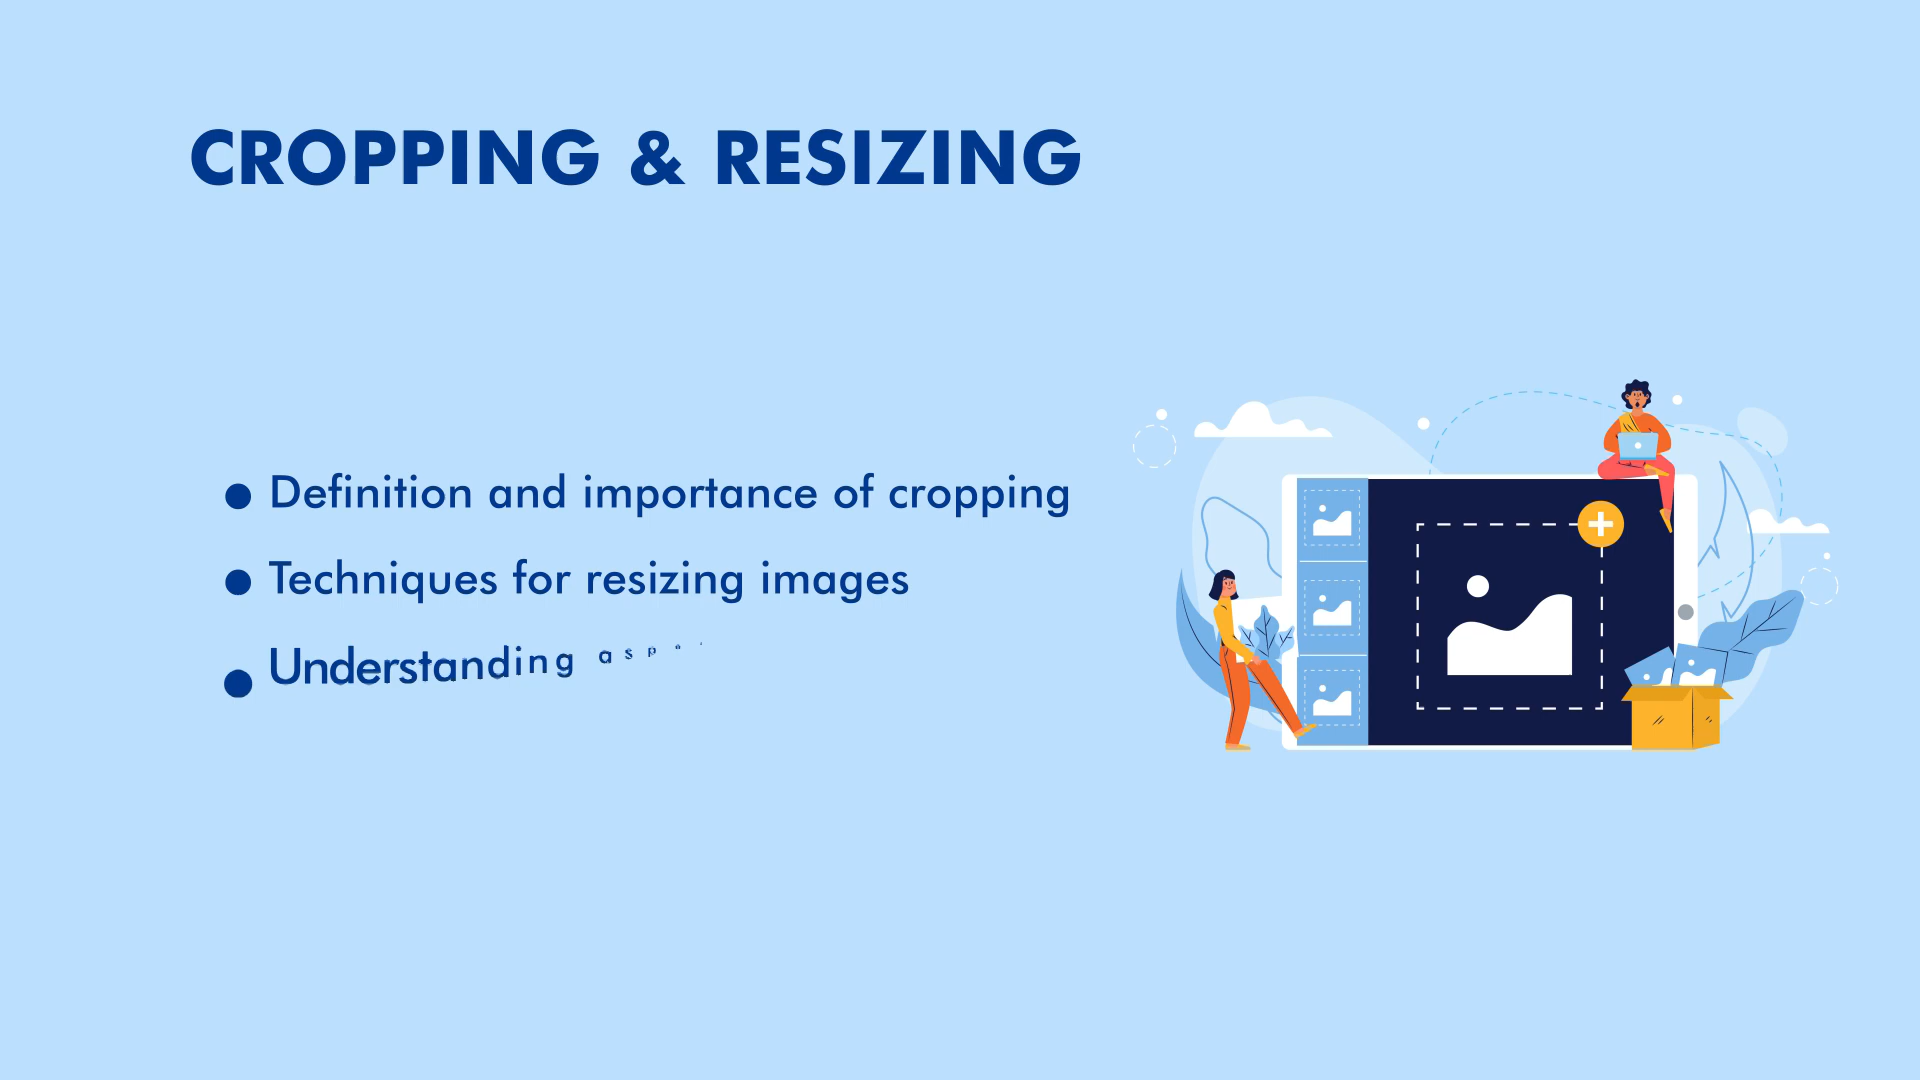 CROPPING & RESIZING
Definition and importance of cropping
Techniques for resizing images
Understanding